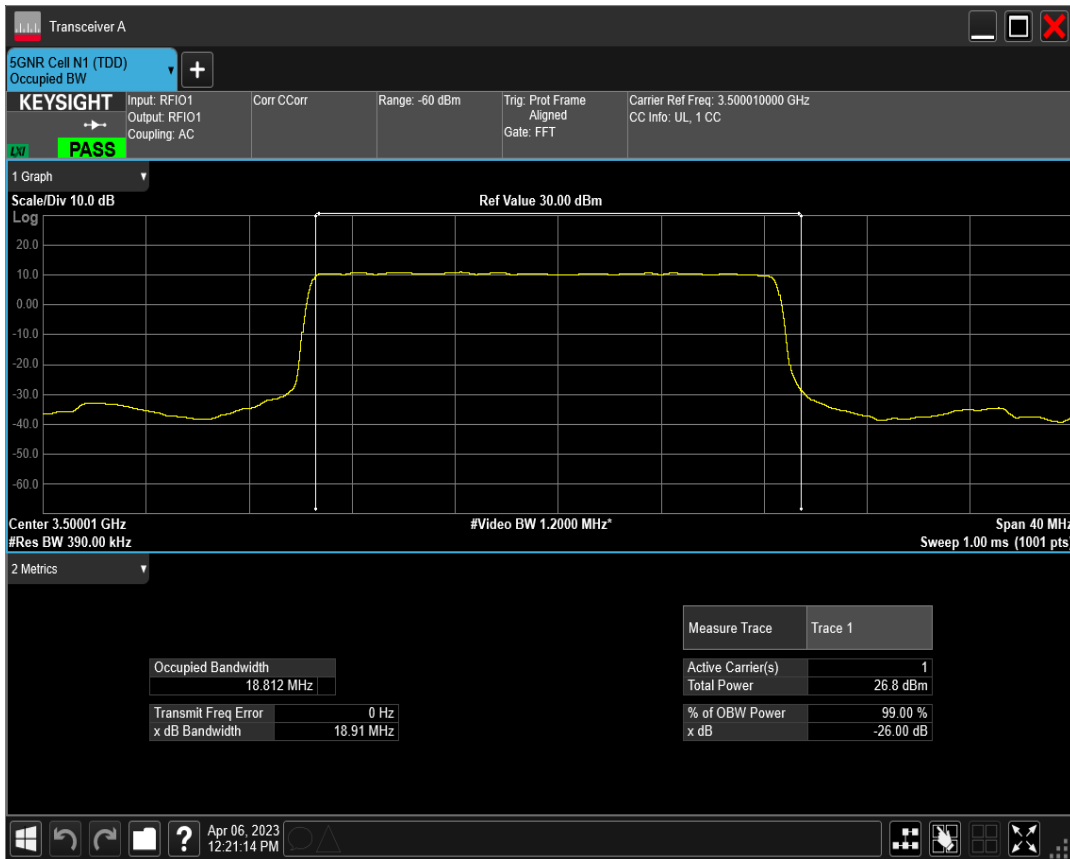 Transceiver A
5GNR Cell N1 (TDD)
Occupied BW
+
KEYSIGHT
LXI
PASS
Input: RFIO1
Output: RFIO1
Coupling: AC
Corr CCorr
Range: -60 dBm
Trig: Prot Frame
Aligned
Gate: FFT
Carrier Ref Freq: 3.500010000 GHz
CC Info: UL, 1 CC
1 Graph
Scale/Div 10.0 dB
Ref Value 30.00 dBm
Log
20.0
10.0
0.00
-10.0
-20.0
-30.0
-40.0
-50.0
-60.0
Center 3.50001 GHz
#Video BW 1.2000 MHz*
Span 40 MHz
#Res BW 390.00 kHz
Sweep 1.00 ms (1001 pts)
2 Metrics
Measure Trace Trace 1
Occupied Bandwidth
18.812 MHz
Active Carrier(s) 1
Total Power 26.8 dBm
Transmit Freq Error 0 Hz
x dB Bandwidth 18.91 MHz
% of OBW Power 99.00 %
x dB -26.00 dB
?
Apr 06, 2023
12:21:14 PM